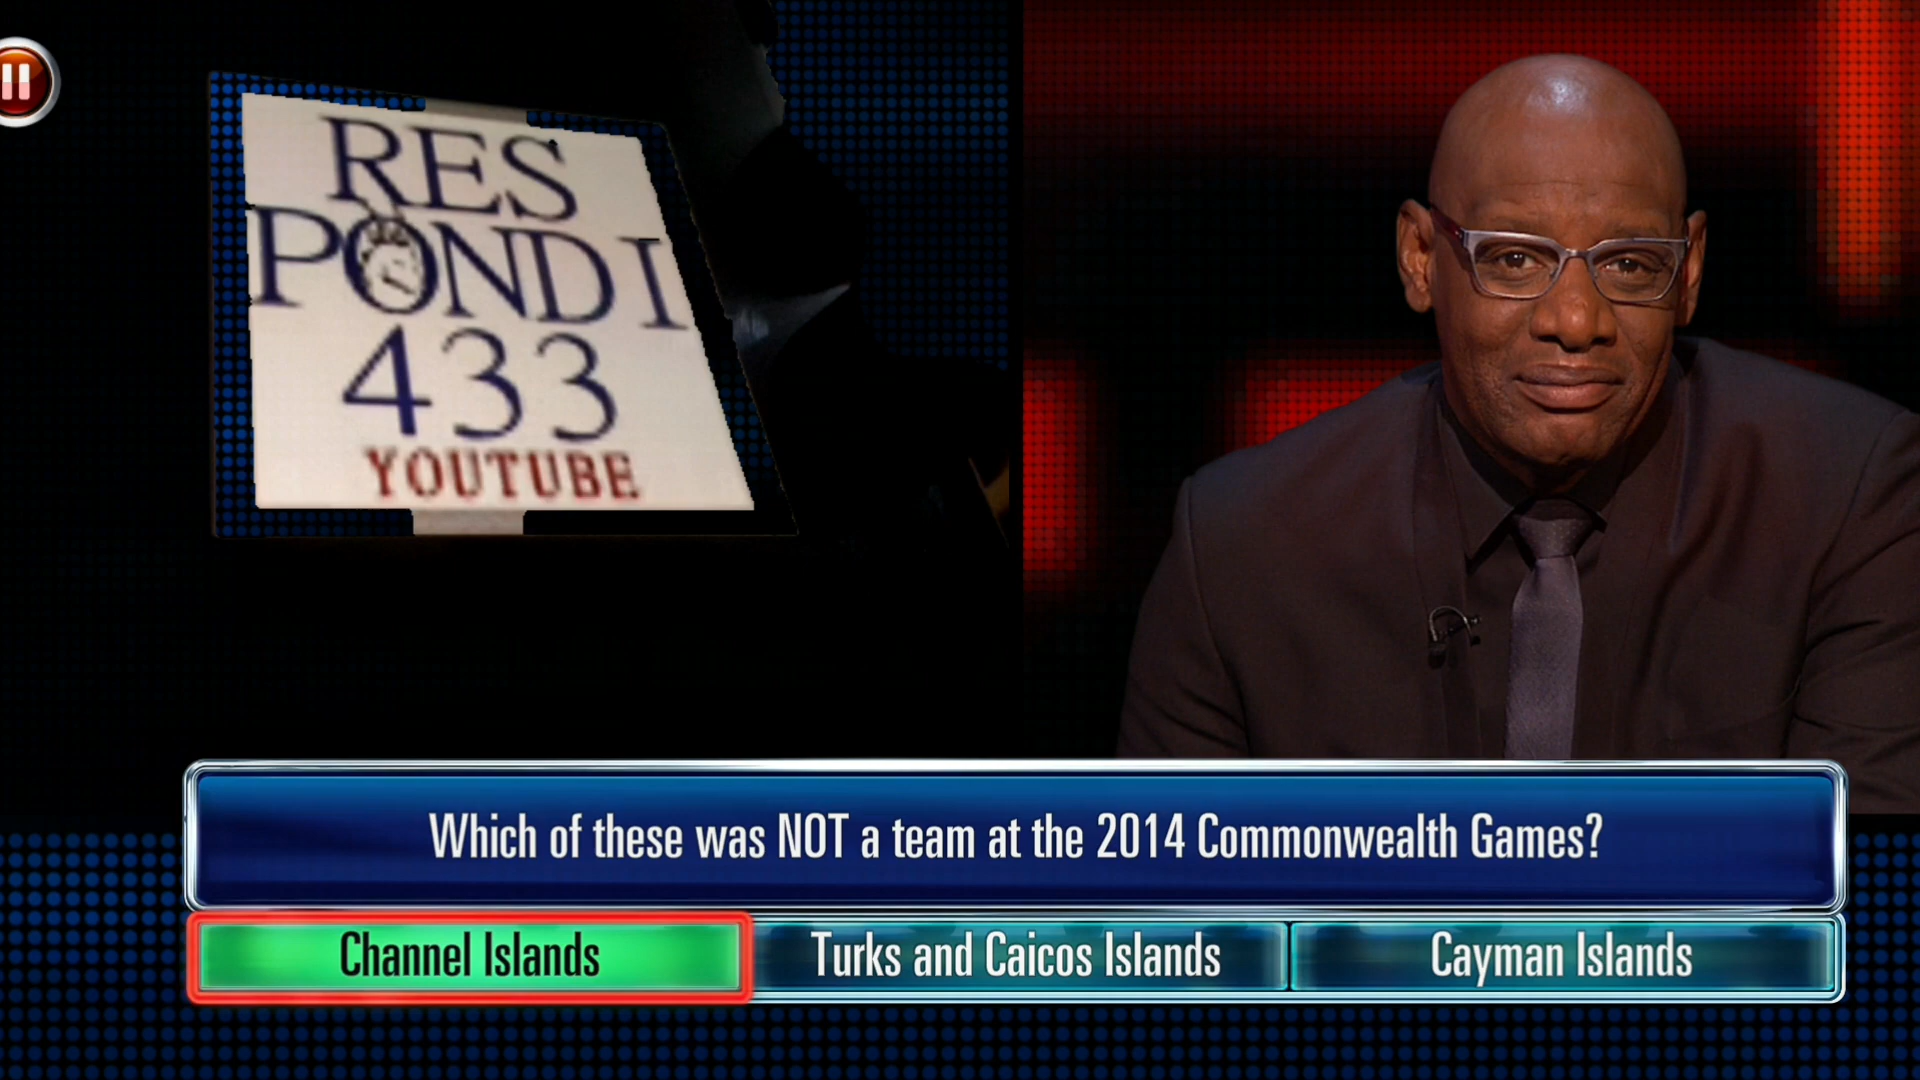 RES
PONDI
433
YOUTUBE
Which of these was NOT a team at the 2014 Commonwealth Games?
Channel Islands
Turks and Caicos Islands
Cayman Islands